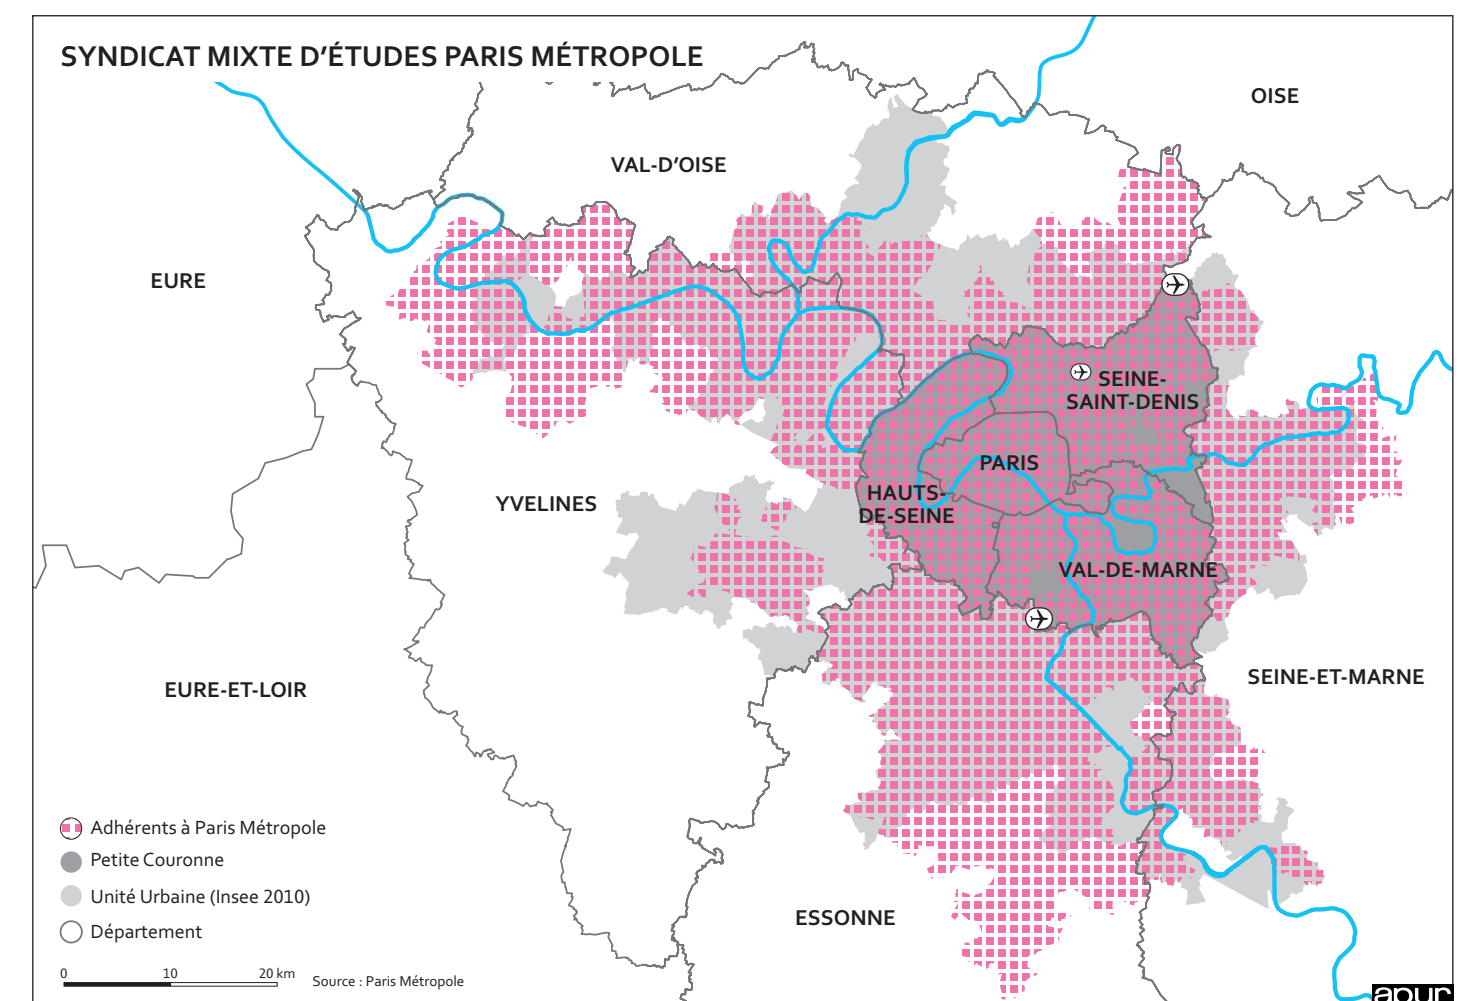 SYNDICAT MIXTE D'ÉTUDES PARIS MÉTROPOLE
OISE
VAL-D'OISE
EURE
SEINE-
SAINT-DENIS
PARIS
HAUTS-
DE-SEINE
YVELINES
VAL-DE-MARNE
SEINE-ET-MARNE
EURE-ET-LOIR
ESSONNE
Adhérents à Paris Métropole
Petite Couronne
Unité Urbaine (Insee 2010)
Département
0 10 20 km
Source : Paris Métropole
apur